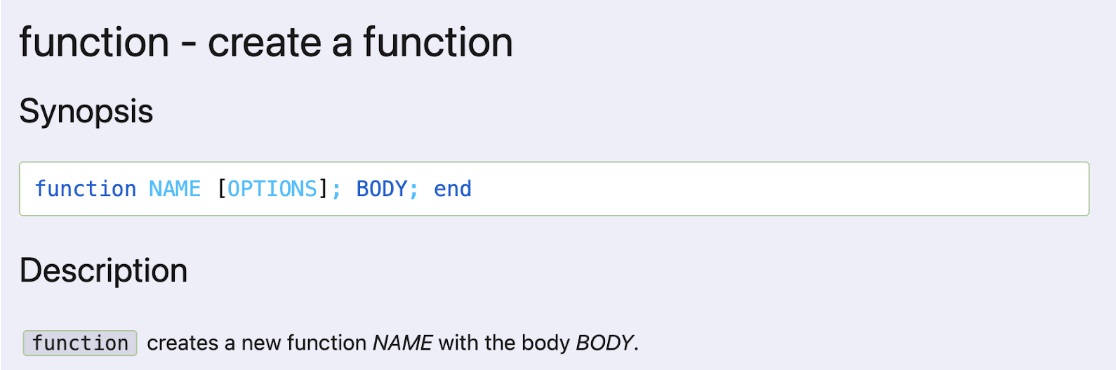 function - create a function
Synopsis
function NAME [OPTIONS]; BODY; end
Description
function creates a new function NAME with the body BODY.